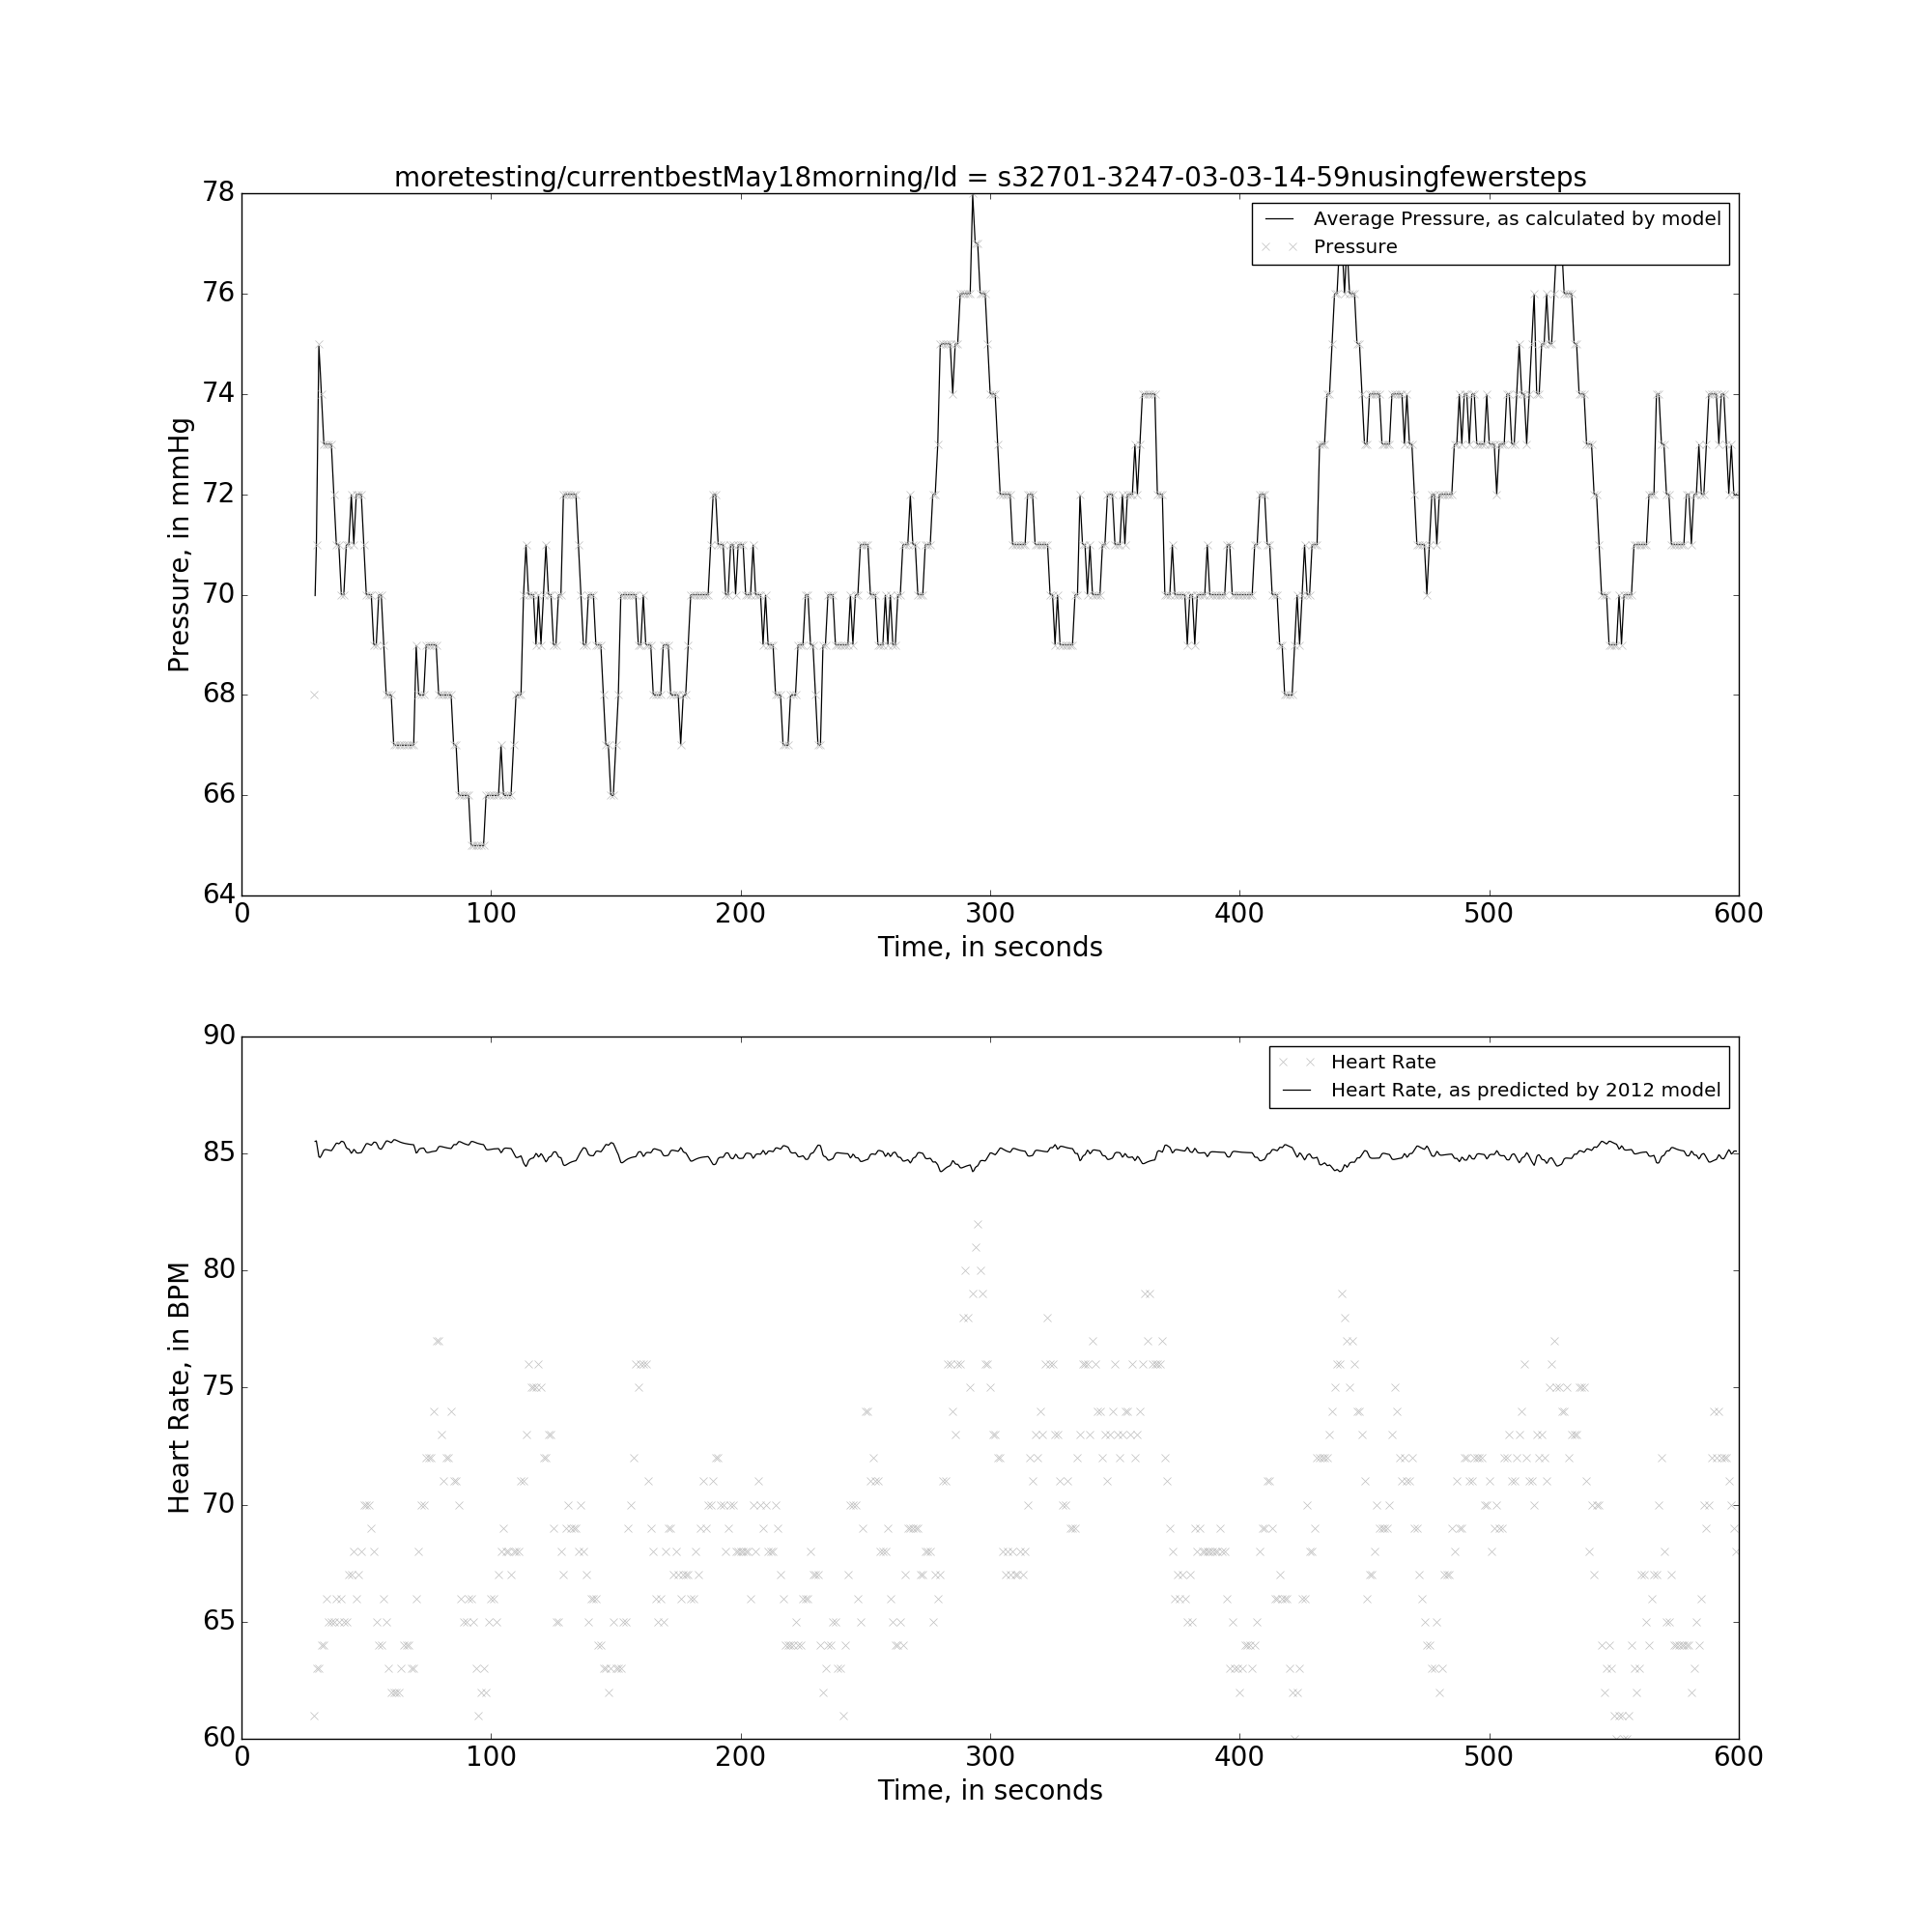 moretesting/currentbestMay18morning/Id = s32701-3247-03-03-14-59nusingfewersteps
78
76
74
72
70
68
66
64
Pressure, in mmHg
Average Pressure, as calculated by model
Pressure
0 100 200 300 400 500 600
Time, in seconds
90
85
80
75
70
65
60
Heart Rate, in BPM
Heart Rate
Heart Rate, as predicted by 2012 model
0 100 200 300 400 500 600
Time, in seconds